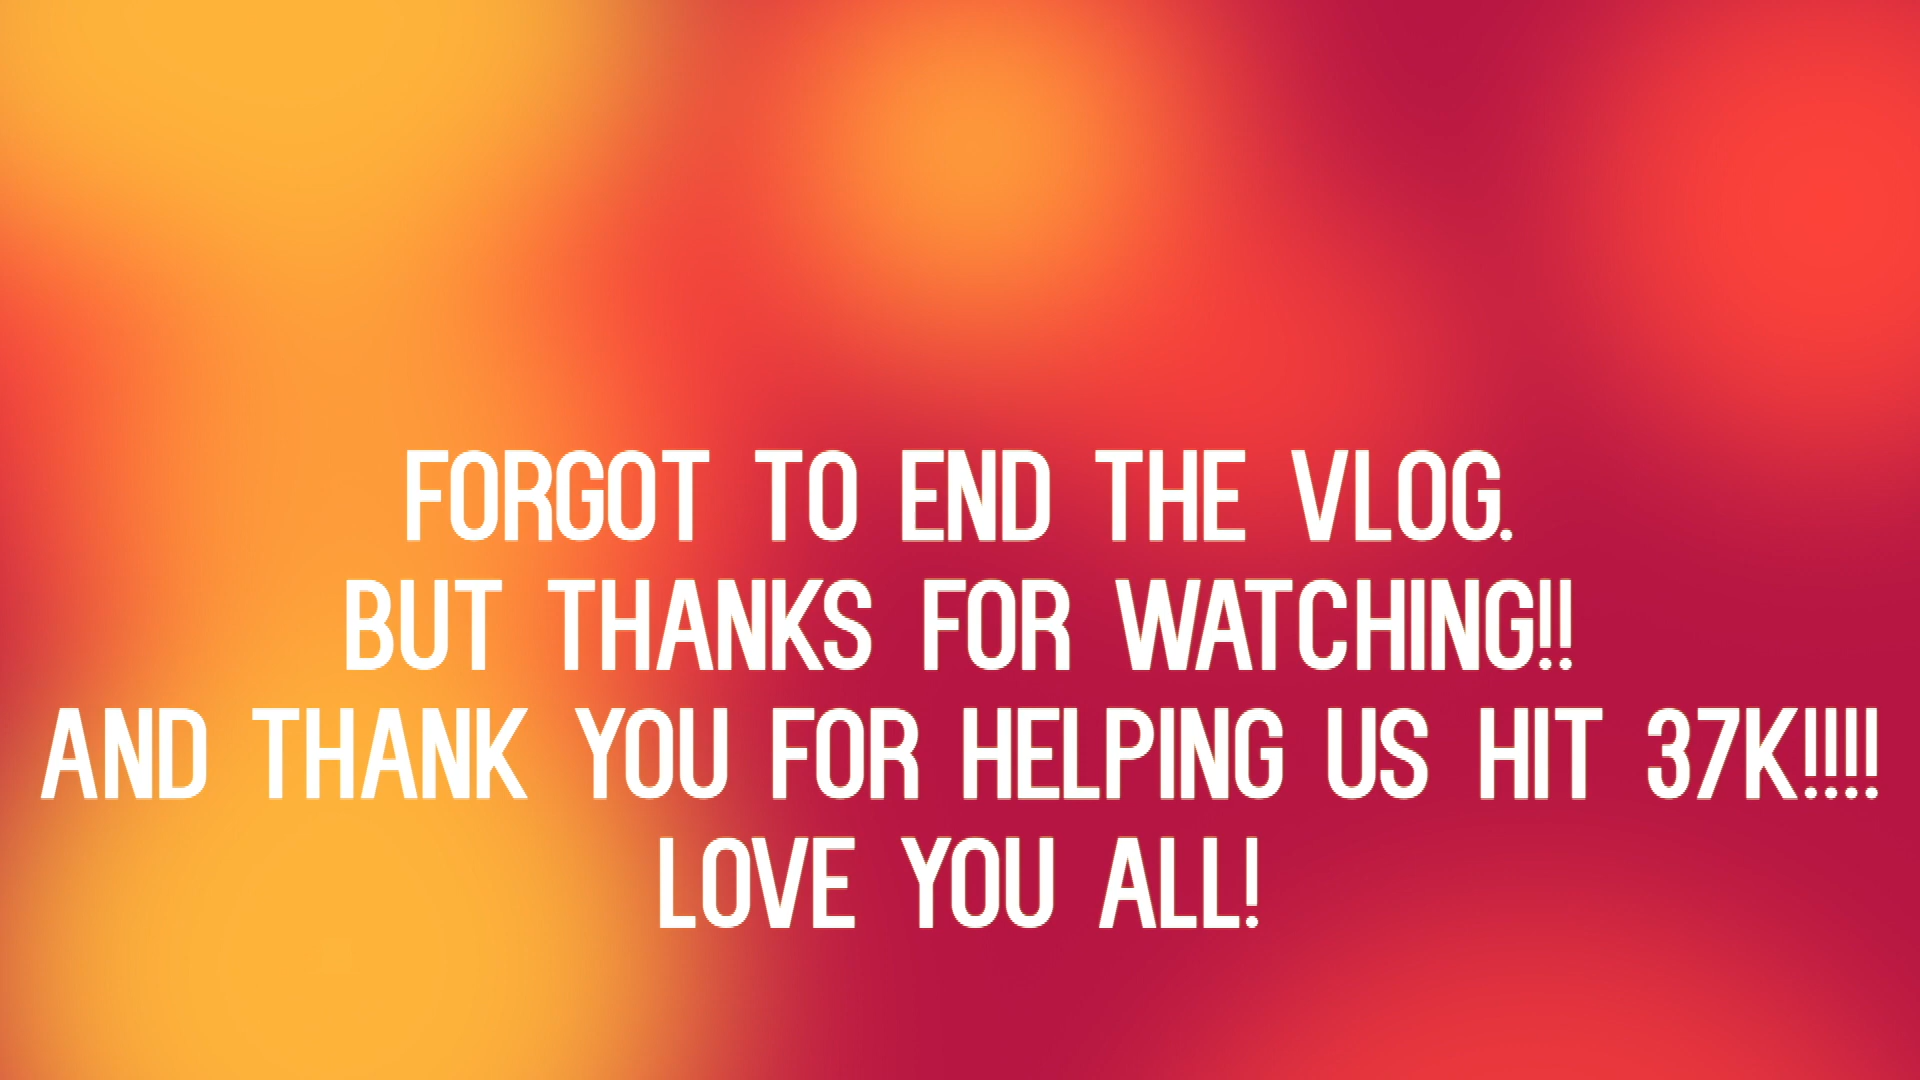 FORGOT TO END THE VLOG.
BUT THANKS FOR WATCHING!!
AND THANK YOU FOR HELPING US HIT 37K!!!!
LOVE YOU ALL!